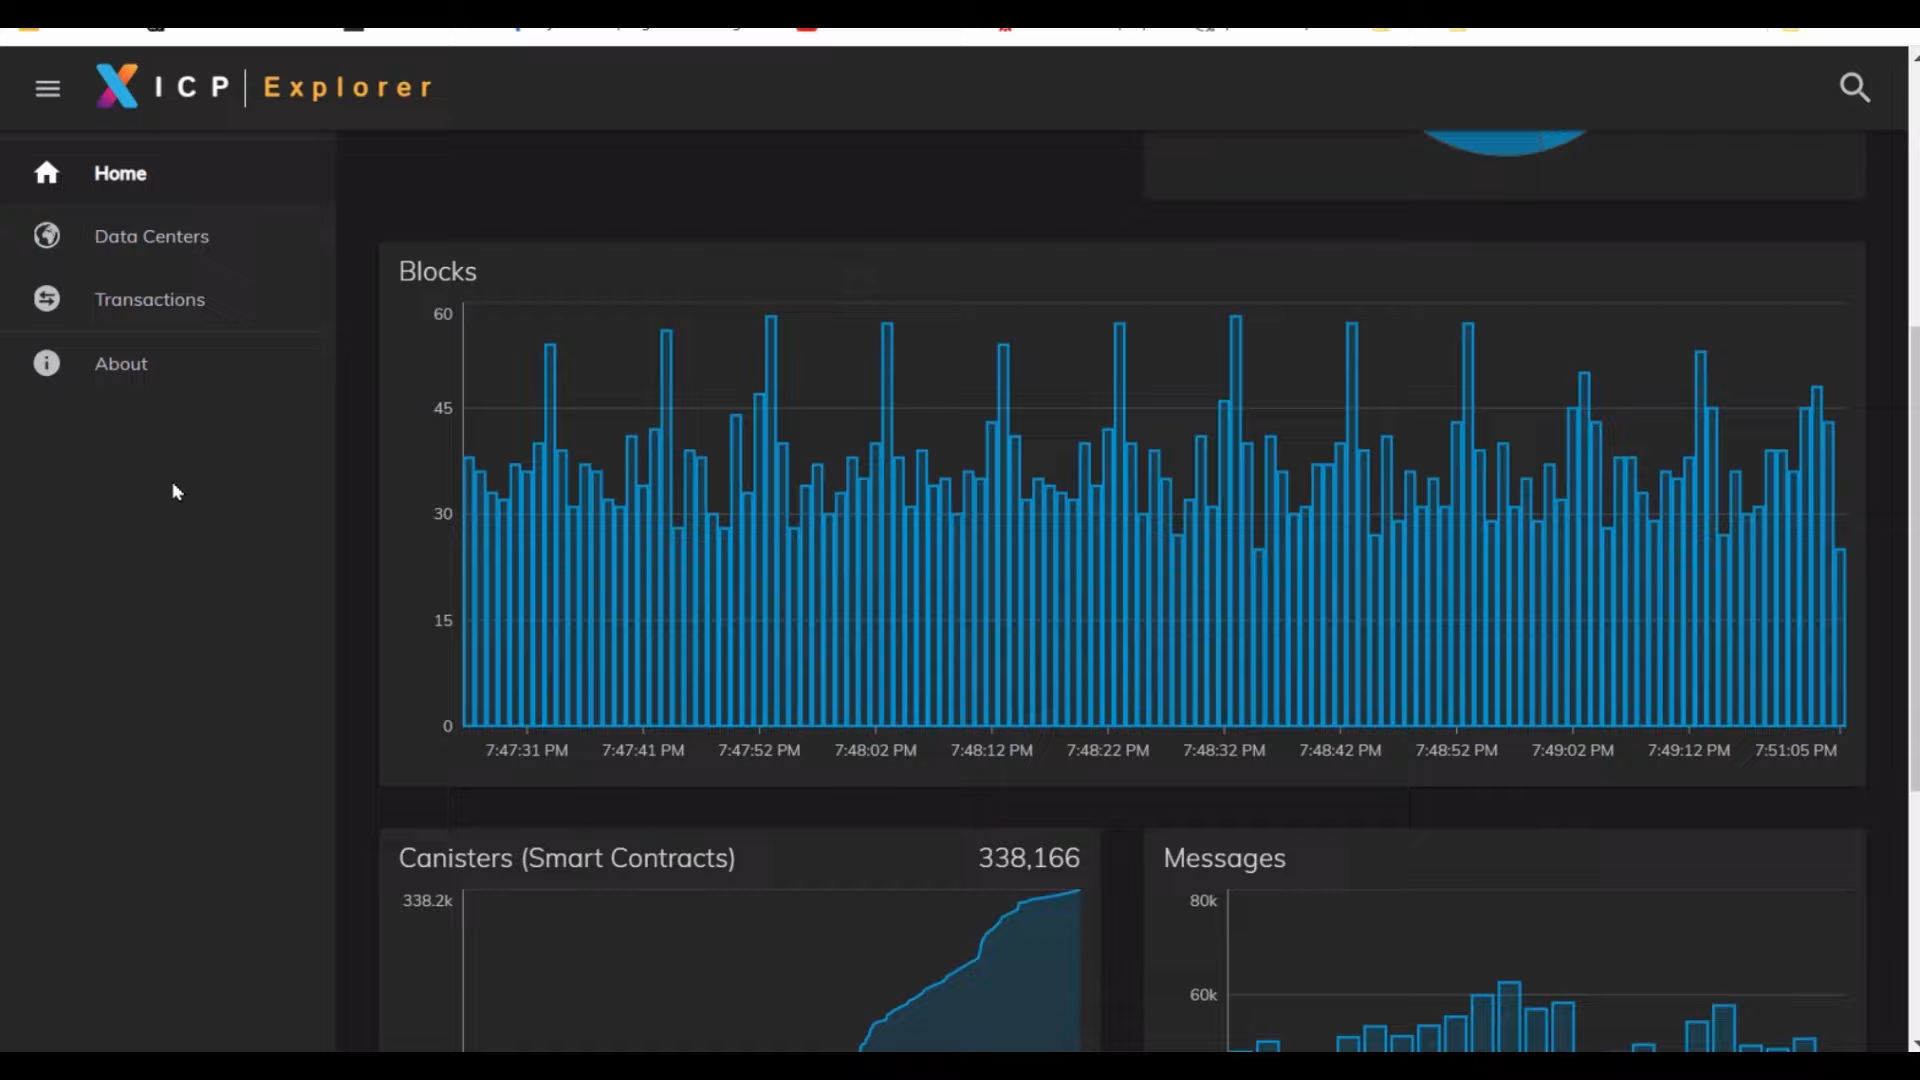 ICP | Explorer
Home
Data Centers
Transactions
About
Blocks
60
45
30
15
0
7:47:31 PM 7:47:41 PM 7:47:52 PM 7:48:02 PM 7:48:12 PM 7:48:22 PM 7:48:32 PM 7:48:42 PM 7:48:52 PM 7:49:02 PM 7:49:12 PM 7:51:05 PM
Canisters (Smart Contracts) 338,166
338.2k
Messages
80k
60k